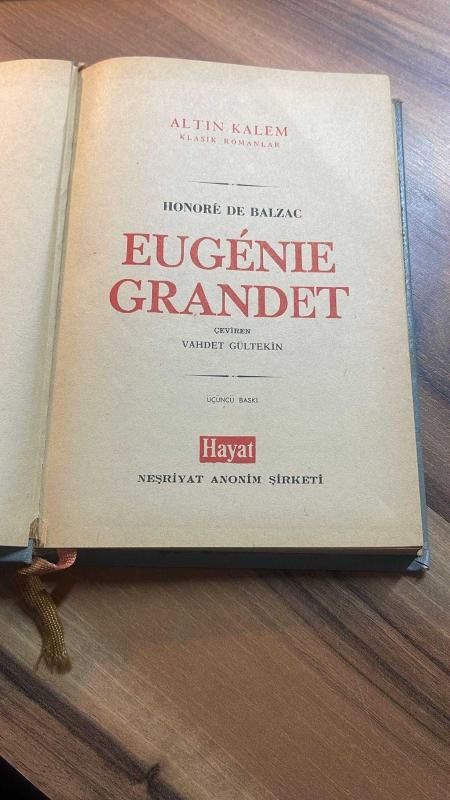 ALTIN KALEM
KLASİK ROMANLAR
HONORÉ DE BALZAC
EUGÉNIE
GRANDET
ÇEVİREN
VAHDET GÜLTEKİN
ÜÇÜNCÜ BASKI
Hayat
NEŞRİYAT ANONİM ŞİRKETİ